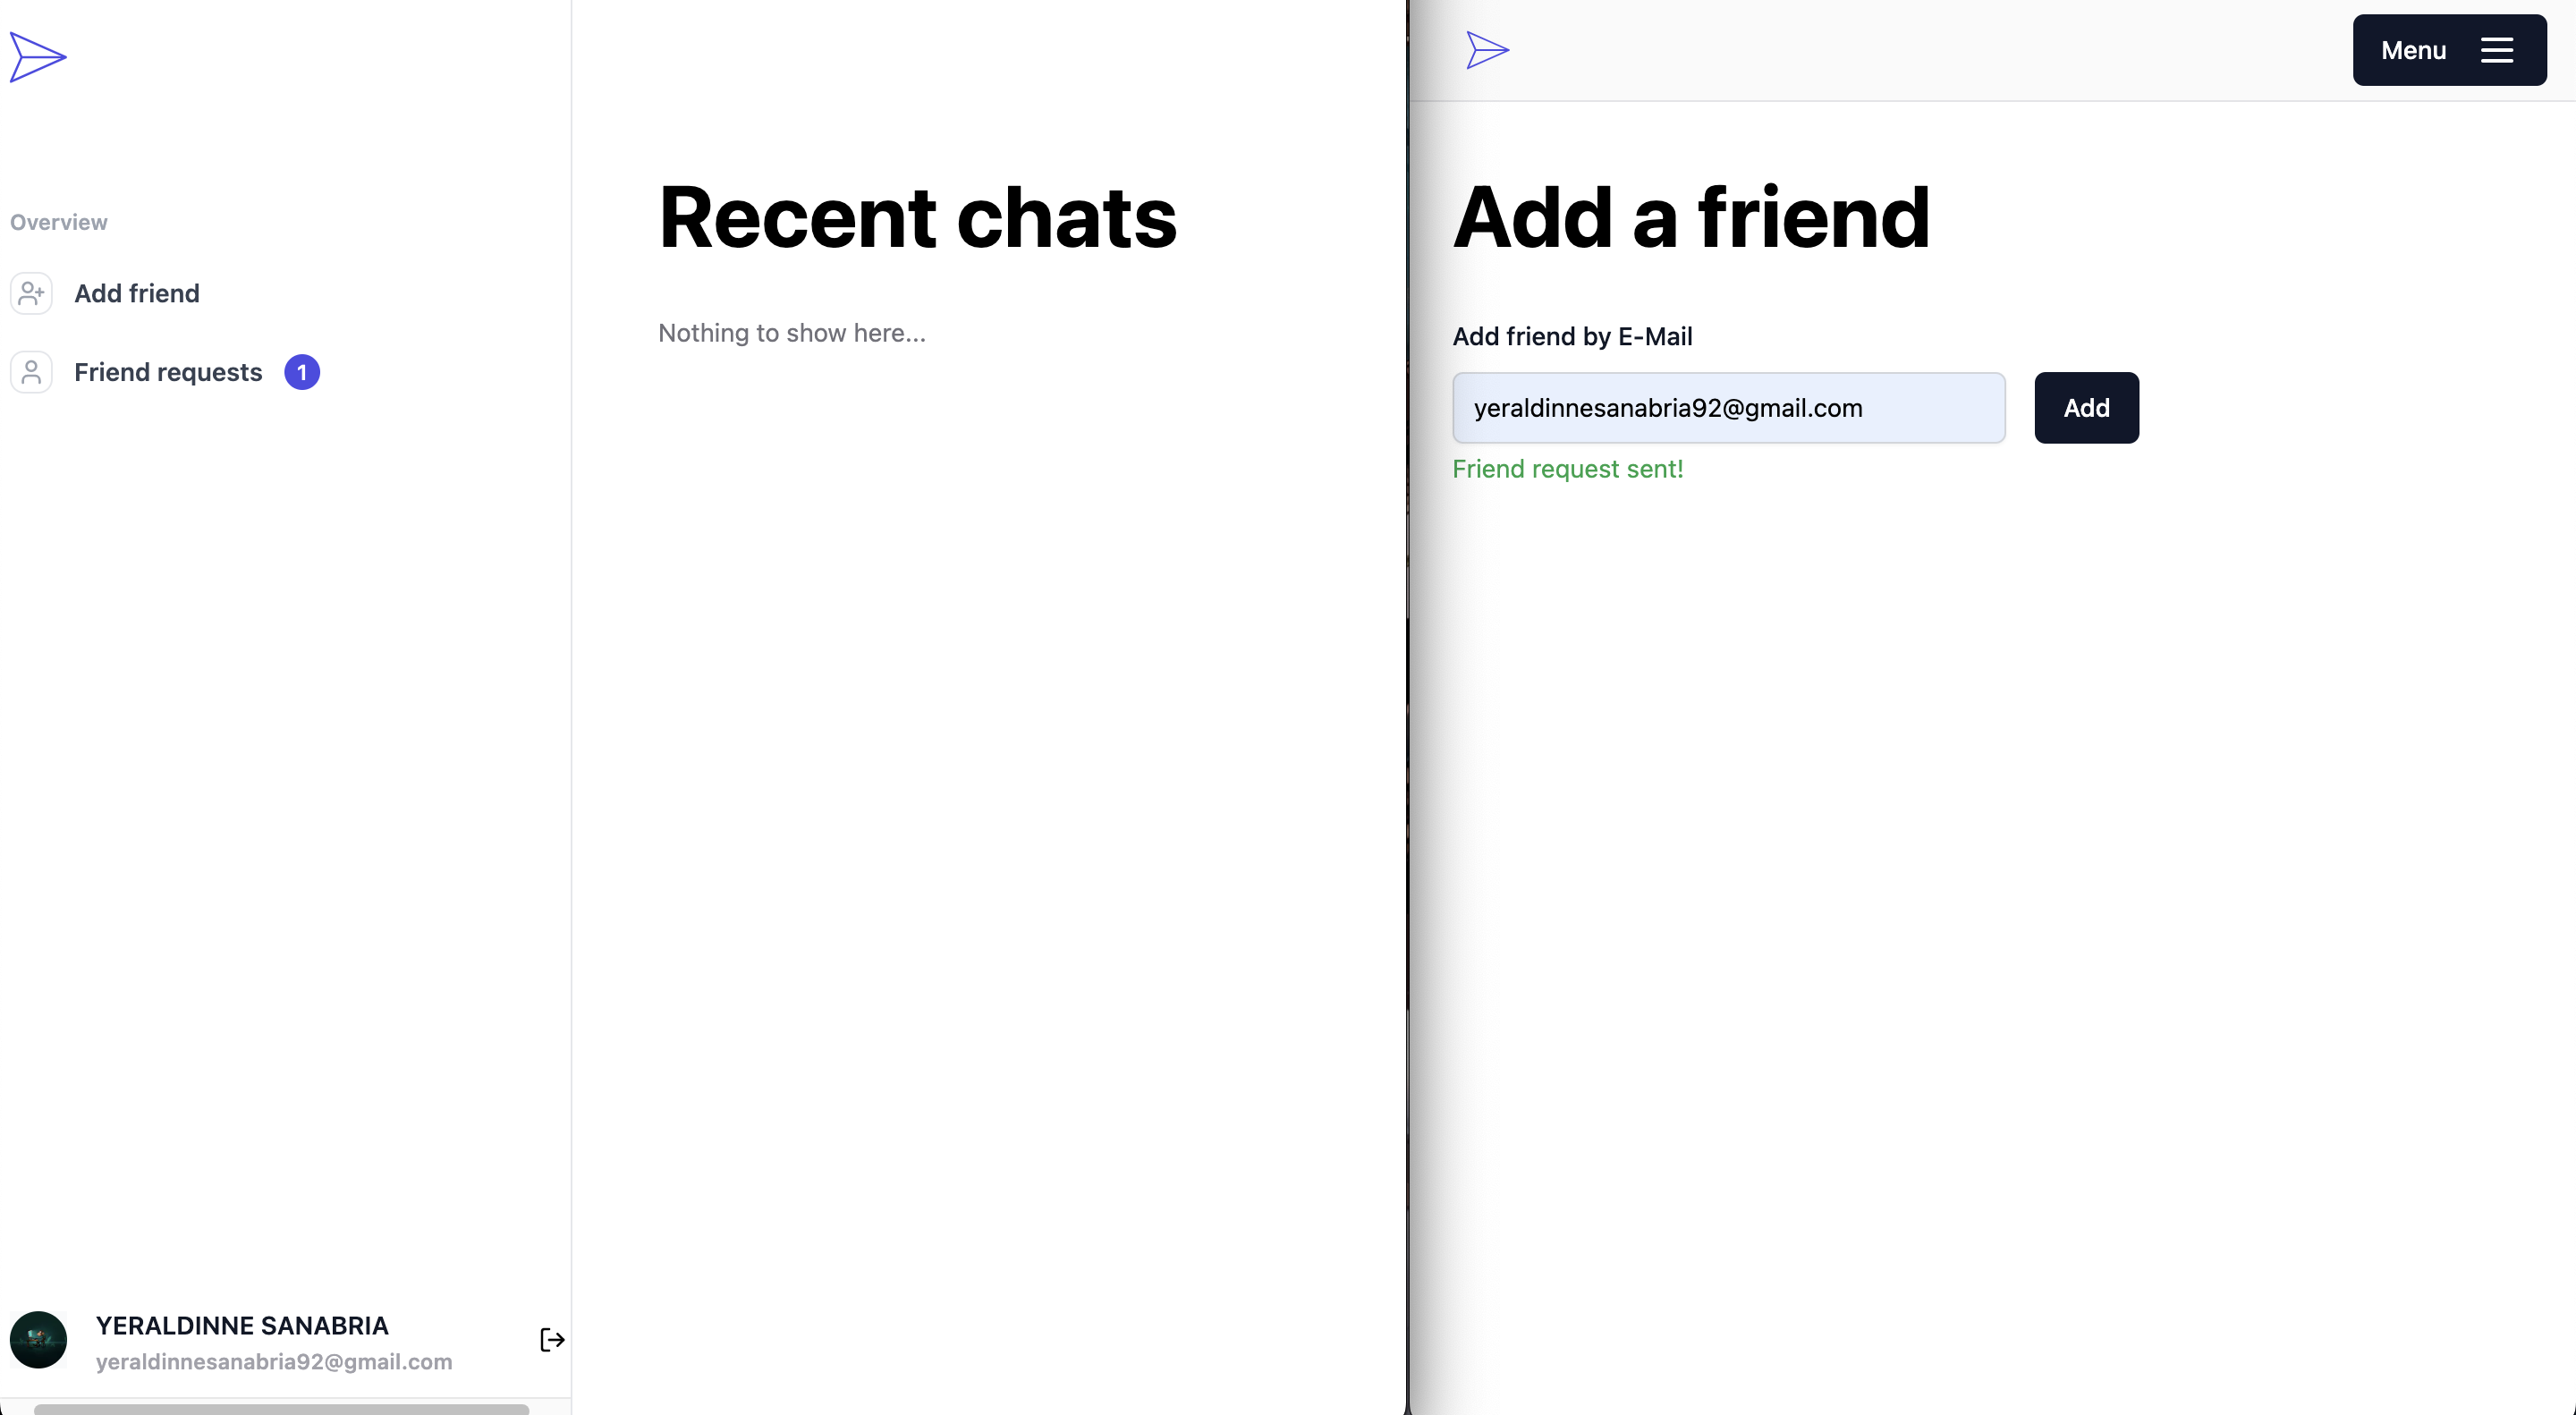 Overview
Add friend
Friend requests 1
YERALDINNE SANABRIA
yeraldinnesanabria92@gmail.com
Recent chats
Nothing to show here...
Menu
Add a friend
Add friend by E-Mail
yeraldinnesanabria92@gmail.com
Add
Friend request sent!